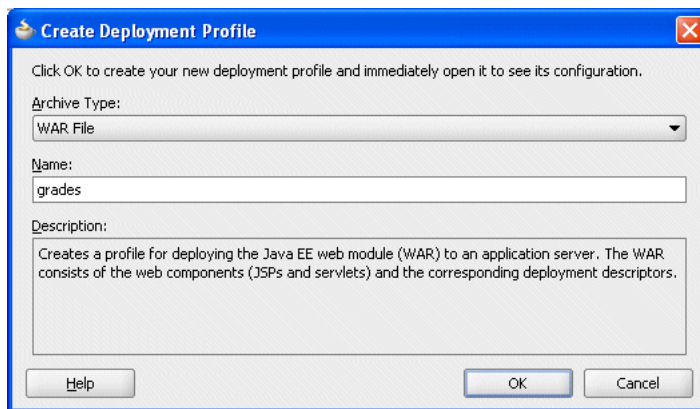 Create Deployment Profile
Click OK to create your new deployment profile and immediately open it to see its configuration.
Archive Type:
WAR File
Name:
grades
Description:
Creates a profile for deploying the Java EE web module (WAR) to an application server. The WAR
consists of the web components (JSPs and servlets) and the corresponding deployment descriptors.
Help
OK
Cancel